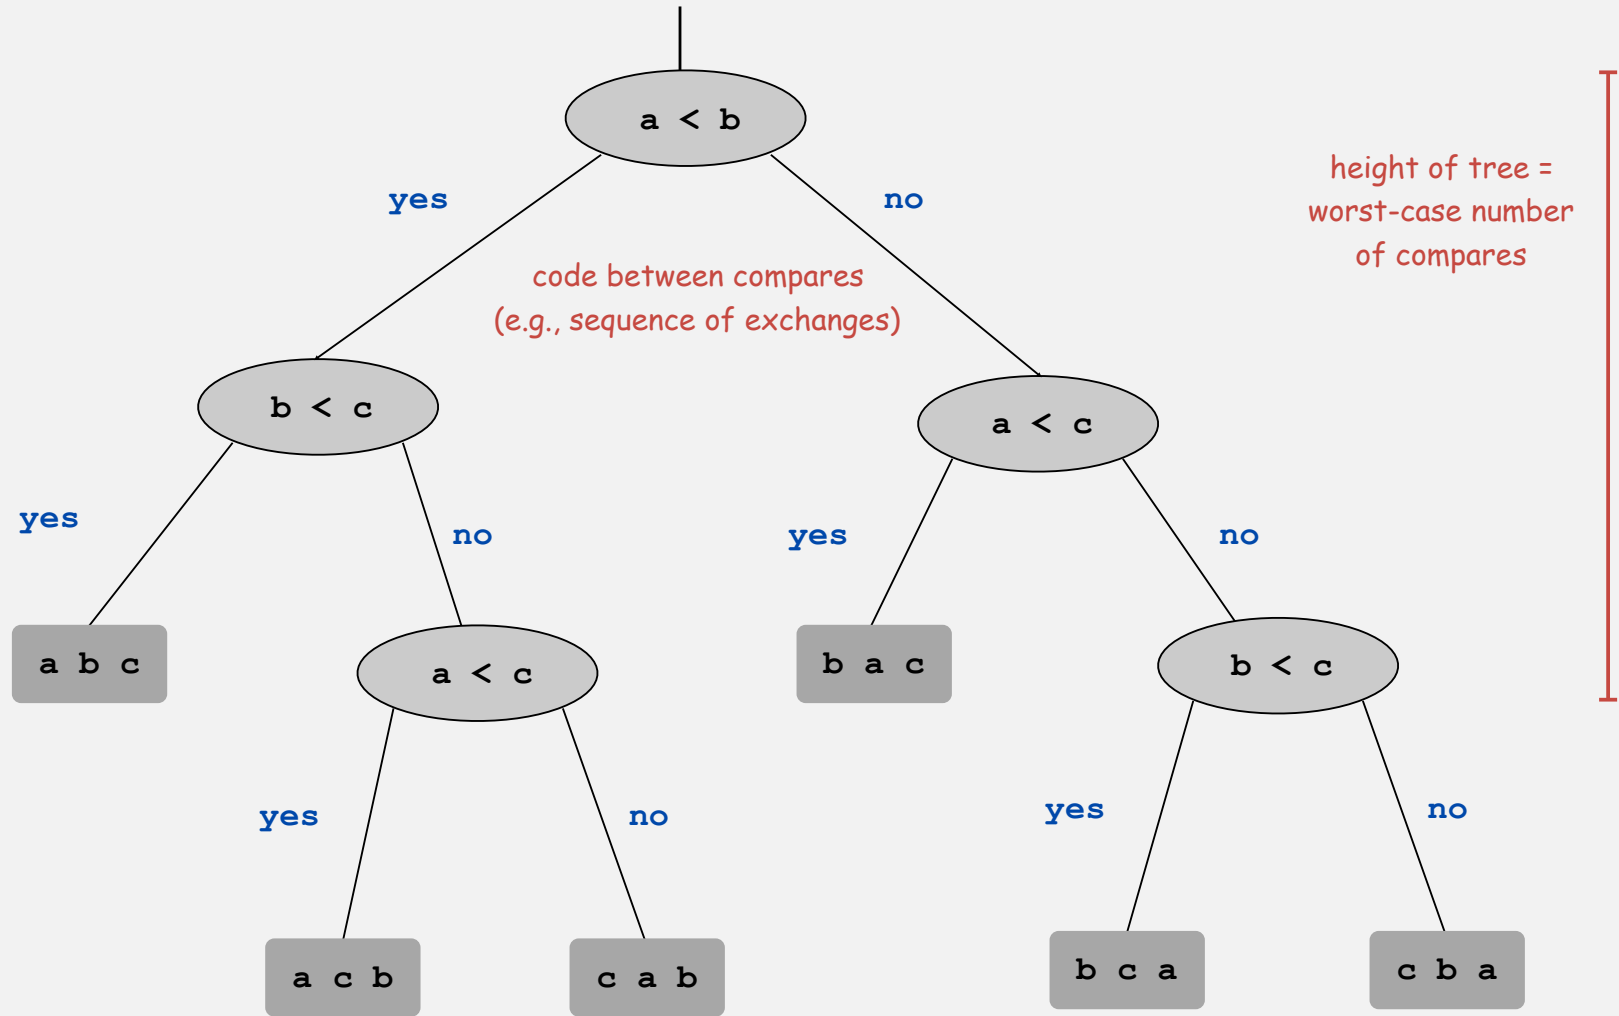 a < b
height of tree =
worst-case number
of compares
yes
no
code between compares
(e.g., sequence of exchanges)
b < c
a < c
yes
no
yes
no
a b c
a < c
b a c
b < c
yes
no
yes
no
a c b
c a b
b c a
c b a